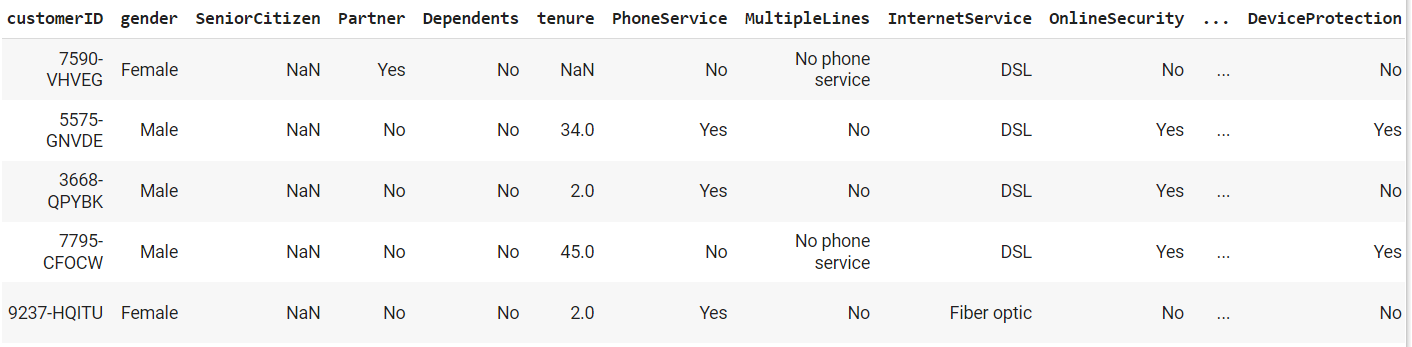 customerID gender SeniorCitizen Partner Dependents tenure PhoneService MultipleLines InternetService OnlineSecurity ... DeviceProtection
7590-VHVEG Female NaN Yes No NaN No No phone service DSL No ... No
5575-GNVDE Male NaN No No 34.0 Yes No DSL Yes ... Yes
3668-QPYBK Male NaN No No 2.0 Yes No DSL Yes ... No
7795-CFOCW Male NaN No No 45.0 No No phone service DSL Yes ... Yes
9237-HQITU Female NaN No No 2.0 Yes No Fiber optic No ... No